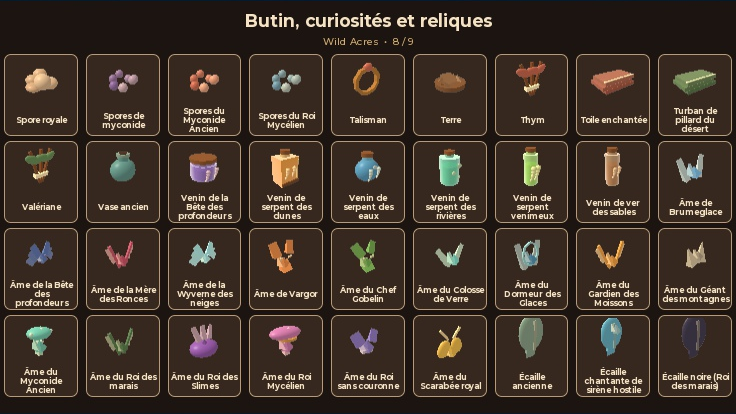 Butin, curiosités et reliques
Wild Acres • 8 / 9
Spore royale
Spores de
myconide
Spores du
Myconide
Ancien
Spores du Roi
Mycélien
Talisman
Terre
Thym
Toile enchantée
Turban de
pillard du
désert
Valériane
Vase ancien
Venin de la
Bête des
profondeurs
Venin de
serpent des
dunes
Venin de
serpent des
eaux
Venin de
serpent des
rivières
Venin de
serpent
venimeux
Venin de ver
des sables
Âme de
Brumeglace
Âme de la Bête
des
profondeurs
Âme de la Mère
des Ronces
Âme de la
Wyverne des
neiges
Âme de Vargor
Âme du Chef
Gobelin
Âme du Colosse
de Verre
Âme du
Dormeur des
Glaces
Âme du
Gardien des
Moissons
Âme du Géant
des montagnes
Âme du
Myconide
Ancien
Âme du Roi des
marais
Âme du Roi des
Slimes
Âme du Roi
Mycélien
Âme du Roi
sans couronne
Âme du
Scarabée royal
Écaille
ancienne
Écaille
chantante de
sirène hostile
Écaille noire (Roi
des marais)